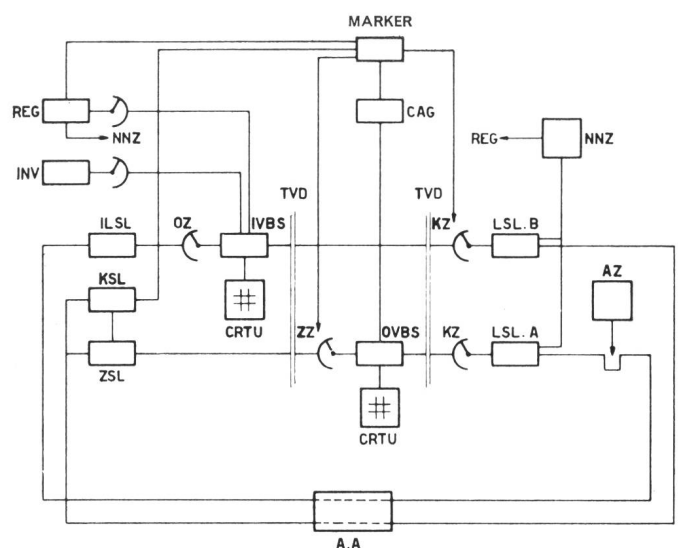 MARKER
REG
CAG
NNZ
REG
NNZ
INV
TVD
TVD
ILSL
OZ
IVBS
KZ
LSL.B
KSL
AZ
CRTU
ZZ
OVBS
KZ
LSL.A
ZSL
CRTU
A.A